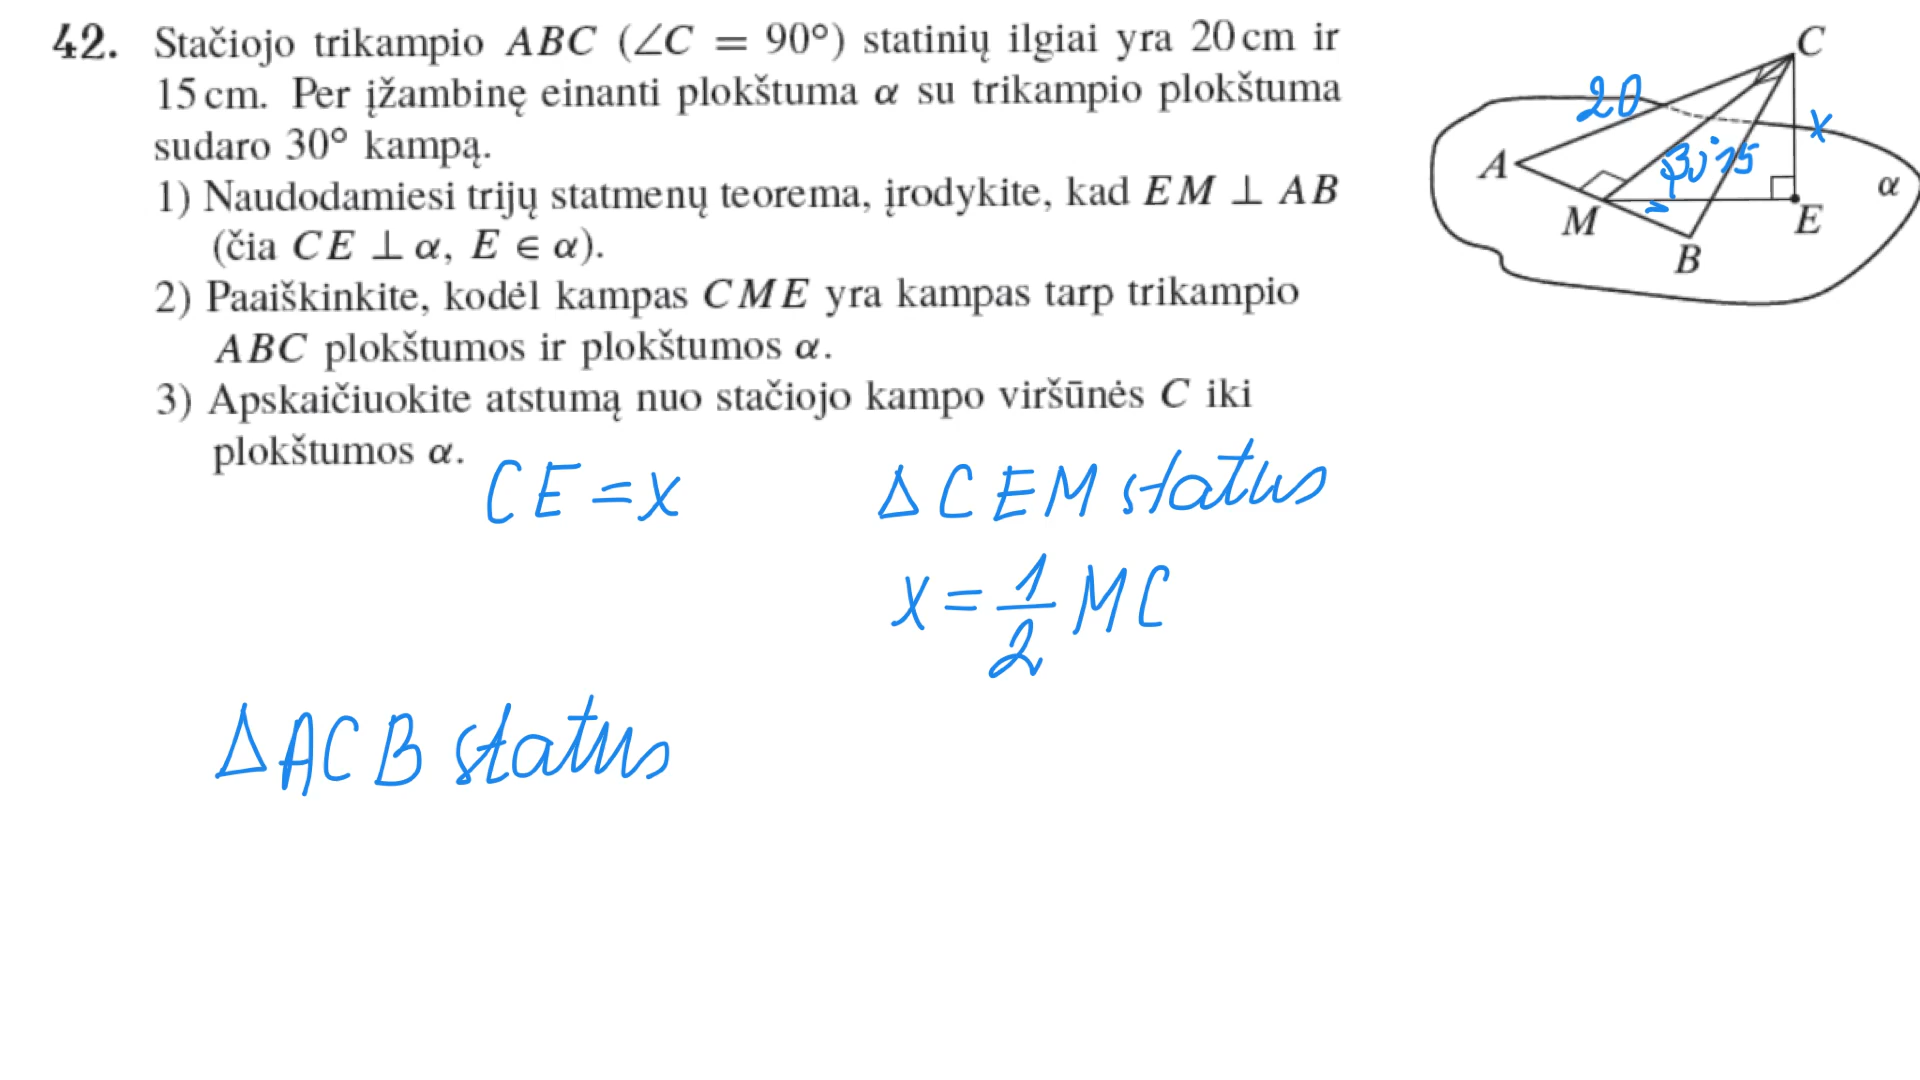 42. Stačiojo trikampio ABC (∠C = 90°) statinių ilgiai yra 20 cm ir
15 cm. Per įžambinę einanti plokštuma α su trikampio plokštuma
sudaro 30° kampą.
1) Naudodamiesi trijų statmenų teorema, įrodykite, kad EM ⊥ AB
(čia CE ⊥ α, E ∈ α).
2) Paaiškinkite, kodėl kampas CME yra kampas tarp trikampio
ABC plokštumos ir plokštumos α.
3) Apskaičiuokite atstumą nuo stačiojo kampo viršūnės C iki
plokštumos α.
C
20
x
A
30° 15
α
M
E
B
CE = x
Δ CEM status
x = 1/2 MC
Δ ACB status